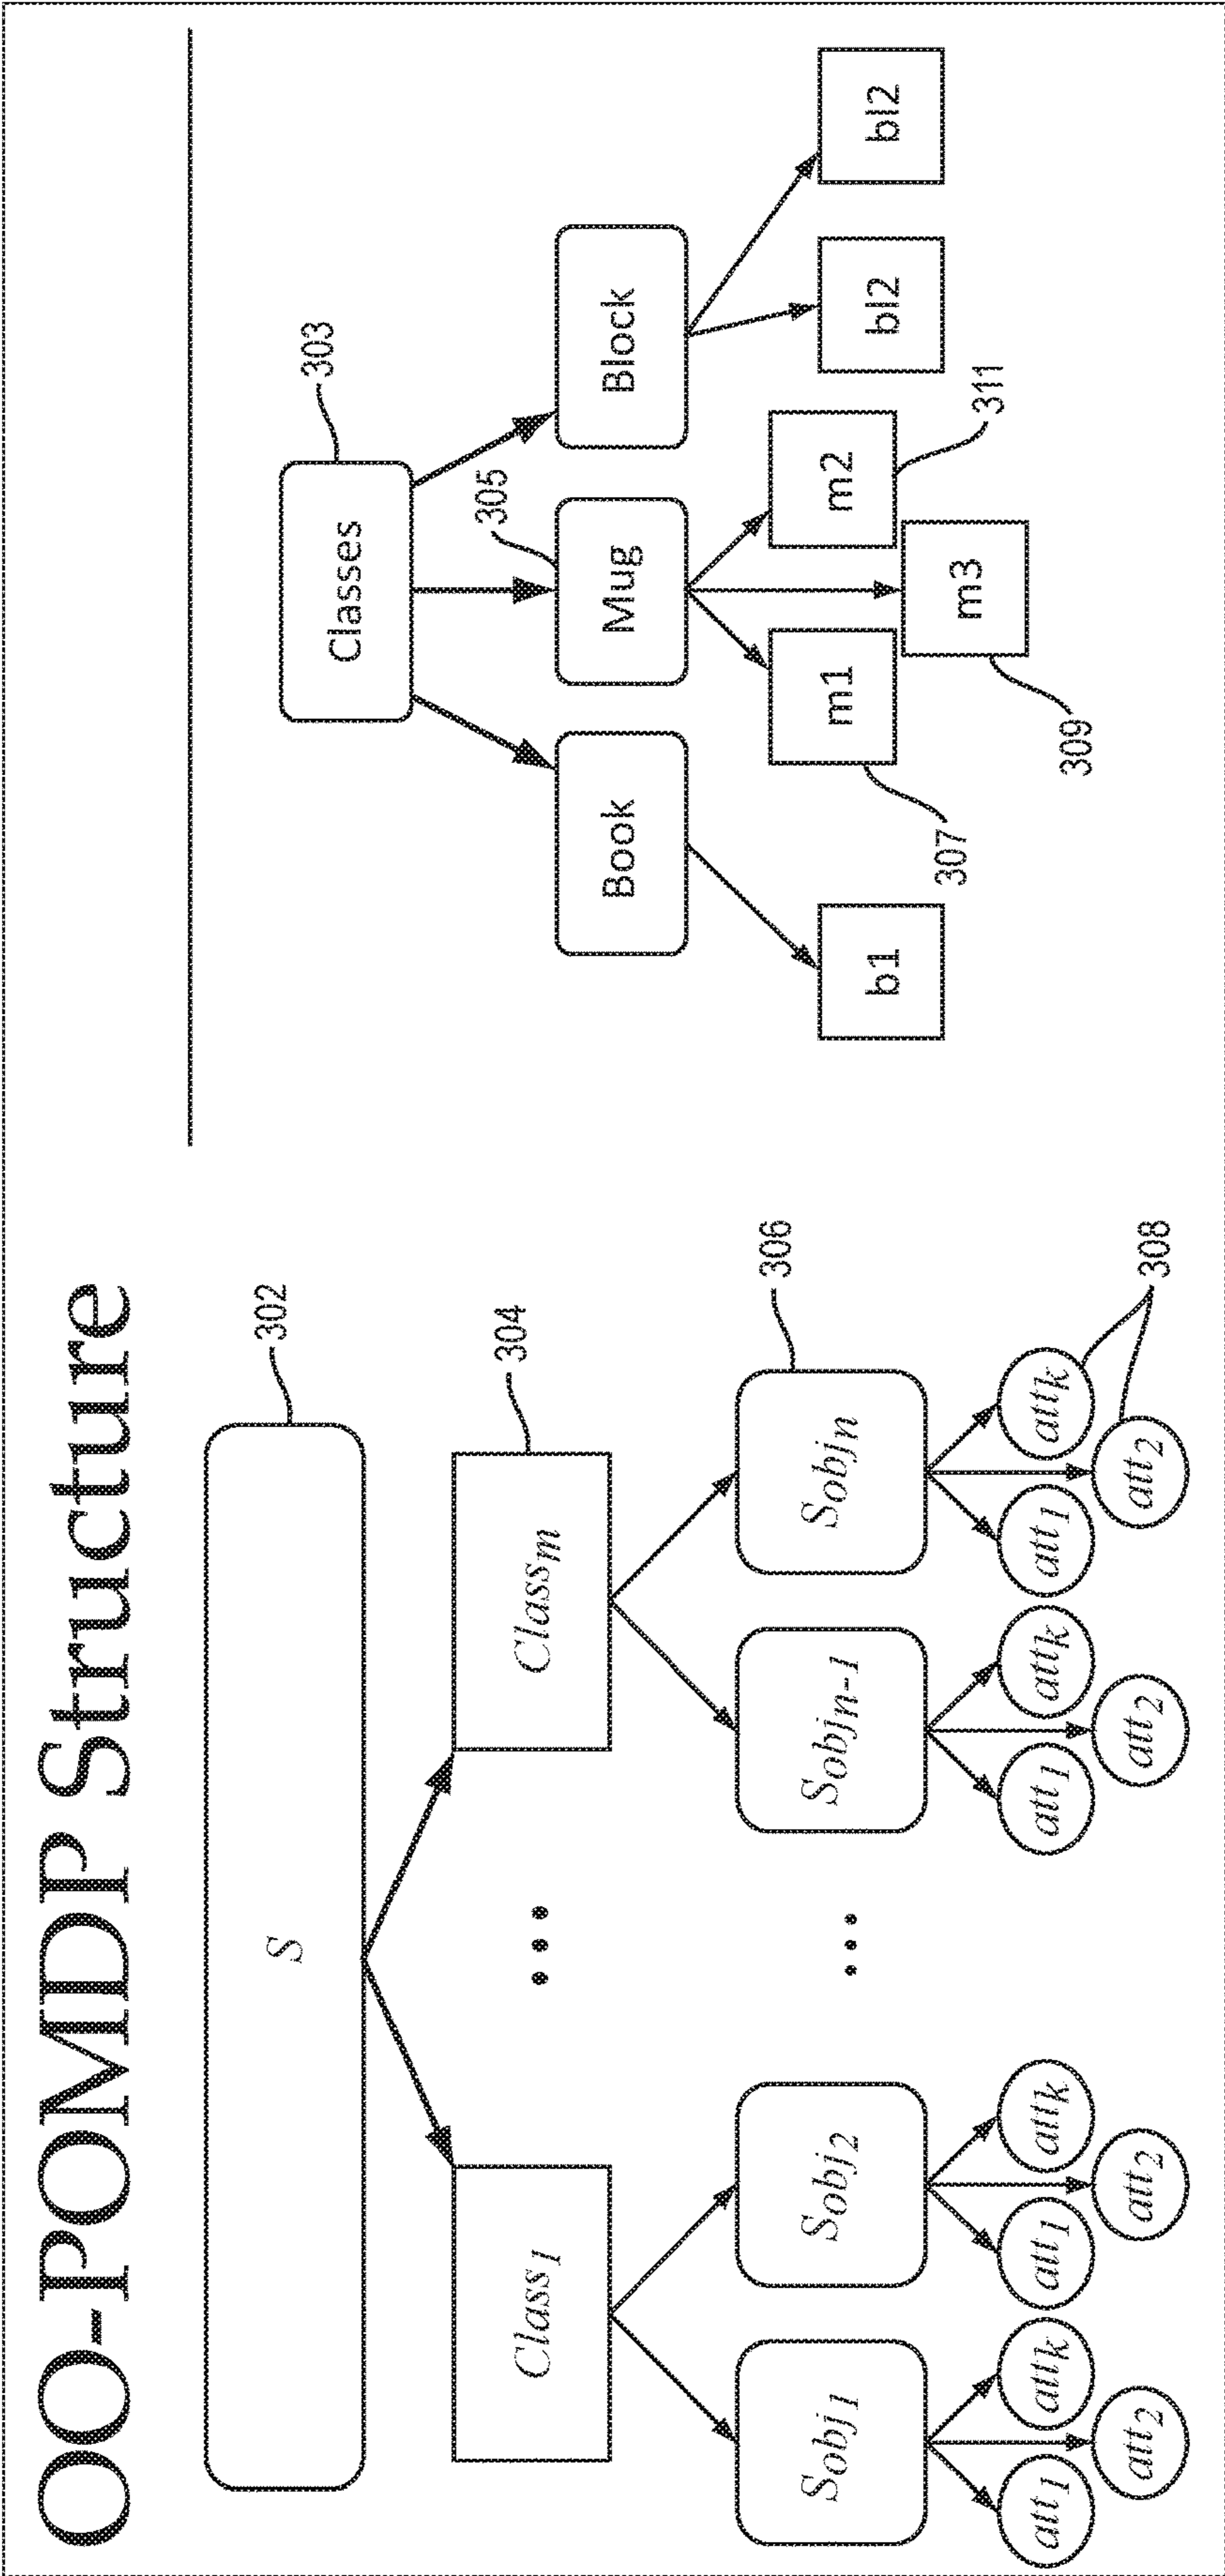 OO-POMDP Structure
S
302
Class1
...
Classm
304
Sobj1
Sobj2
...
Sobjn-1
Sobjn
306
att1
attk
att1
attk
att1
attk
att1
attk
att2
att2
att2
att2
308
Classes
303
305
Book
Mug
Block
b1
m1
m2
bl2
bl2
307
m3
311
309